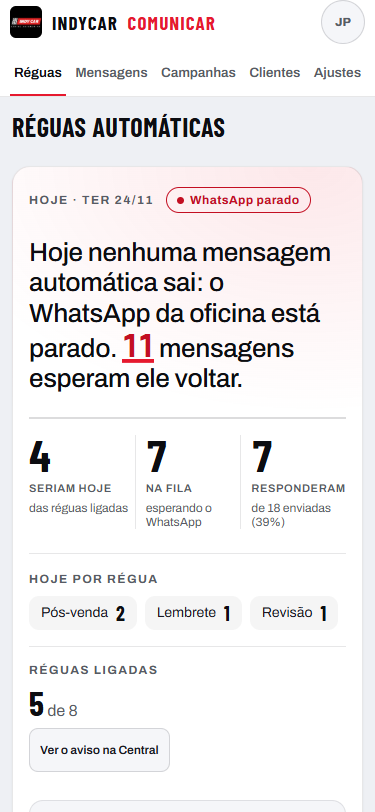 INDYCAR COMUNICAR
JP
Réguas Mensagens Campanhas Clientes Ajustes
RÉGUAS AUTOMÁTICAS
HOJE · TER 24/11 WhatsApp parado
Hoje nenhuma mensagem
automática sai: o
WhatsApp da oficina está
parado. 11 mensagens
esperam ele voltar.
4 7 7
SERIAM HOJE NA FILA RESPONDERAM
das réguas ligadas esperando o de 18 enviadas
WhatsApp (39%)
HOJE POR RÉGUA
Pós-venda 2 Lembrete 1 Revisão 1
RÉGUAS LIGADAS
5 de 8
Ver o aviso na Central